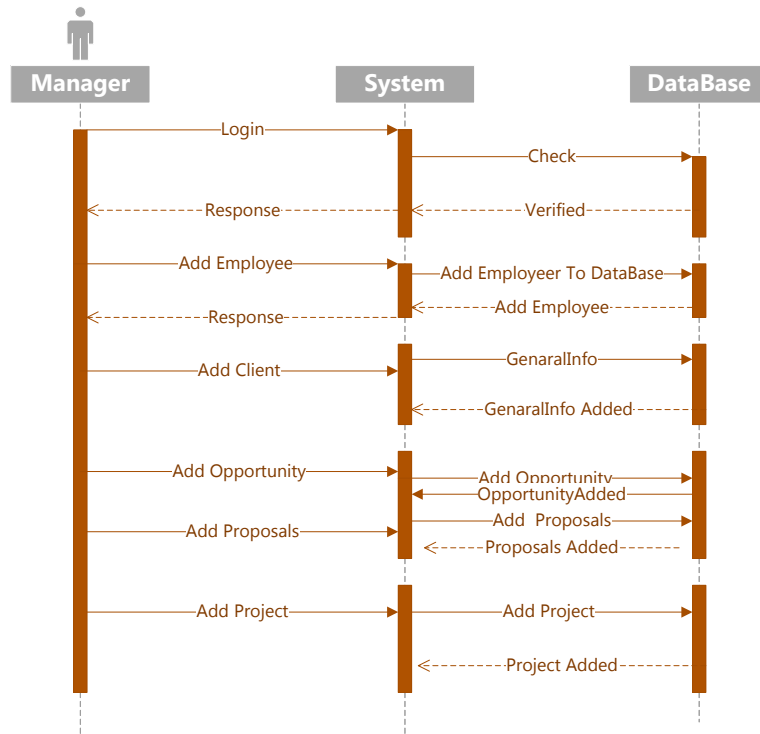 Manager
System
DataBase
Login
Check
Response
Verified
Add Employee
Add Employeer To DataBase
Add Employee
Response
GenaralInfo
Add Client
GenaralInfo Added
Add Opportunity
Add Opportunity
OpportunityAdded
Add Proposals
Add Proposals
Proposals Added
Add Project
Add Project
Project Added